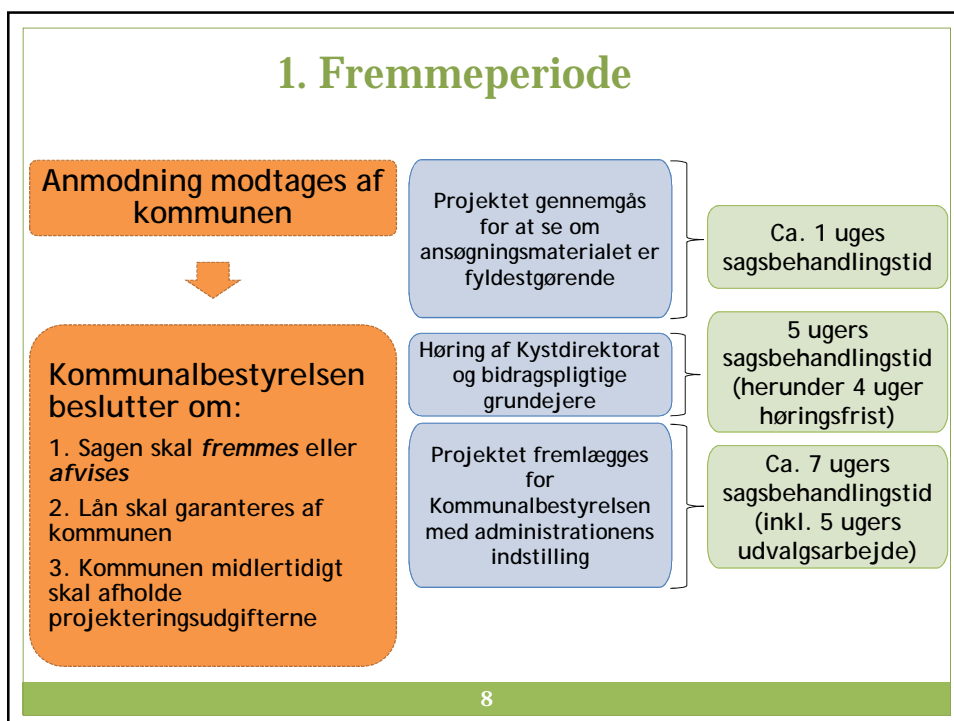 1. Fremmeperiode
Anmodning modtages af
kommunen
Kommunalbestyrelsen
beslutter om:
1. Sagen skal fremmes eller
afvises
2. Lån skal garanteres af
kommunen
3. Kommunen midlertidigt
skal afholde
projekteringsudgifterne
Projektet gennemgås
for at se om
ansøgningsmaterialet er
fyldestgørende
Ca. 1 uges
sagsbehandlingstid
Høring af Kystdirektorat
og bidragspligtige
grundejere
5 ugers
sagsbehandlingstid
(herunder 4 uger
høringsfrist)
Projektet fremlægges
for
Kommunalbestyrelsen
med administrationens
indstilling
Ca. 7 ugers
sagsbehandlingstid
(inkl. 5 ugers
udvalgsarbejde)
8